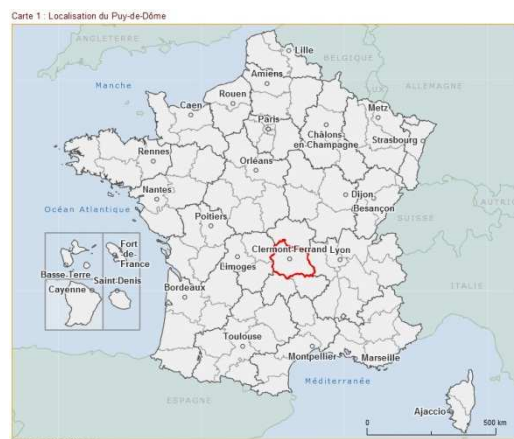 Carte 1 : Localisation du Puy-de-Dôme
ANGLETERRE
Lille
BELGIQUE
Manche
Amiens
LUX
ALLEMAGNE
Rouen
Caen
Metz
Paris
Châlons-
en-Champagne
Strasbourg
Rennes
Orléans
Nantes
Dijon
Besançon
Océan Atlantique
Poitiers
SUISSE
Fort
de-
France
Clermont-Ferrand
Lyon
Basse-Terre
Limoges
Saint-Denis
Cayenne
Bordeaux
ITALIE
Toulouse
Montpellier
Marseille
Méditerranée
ESPAGNE
Ajaccio
0
500 km